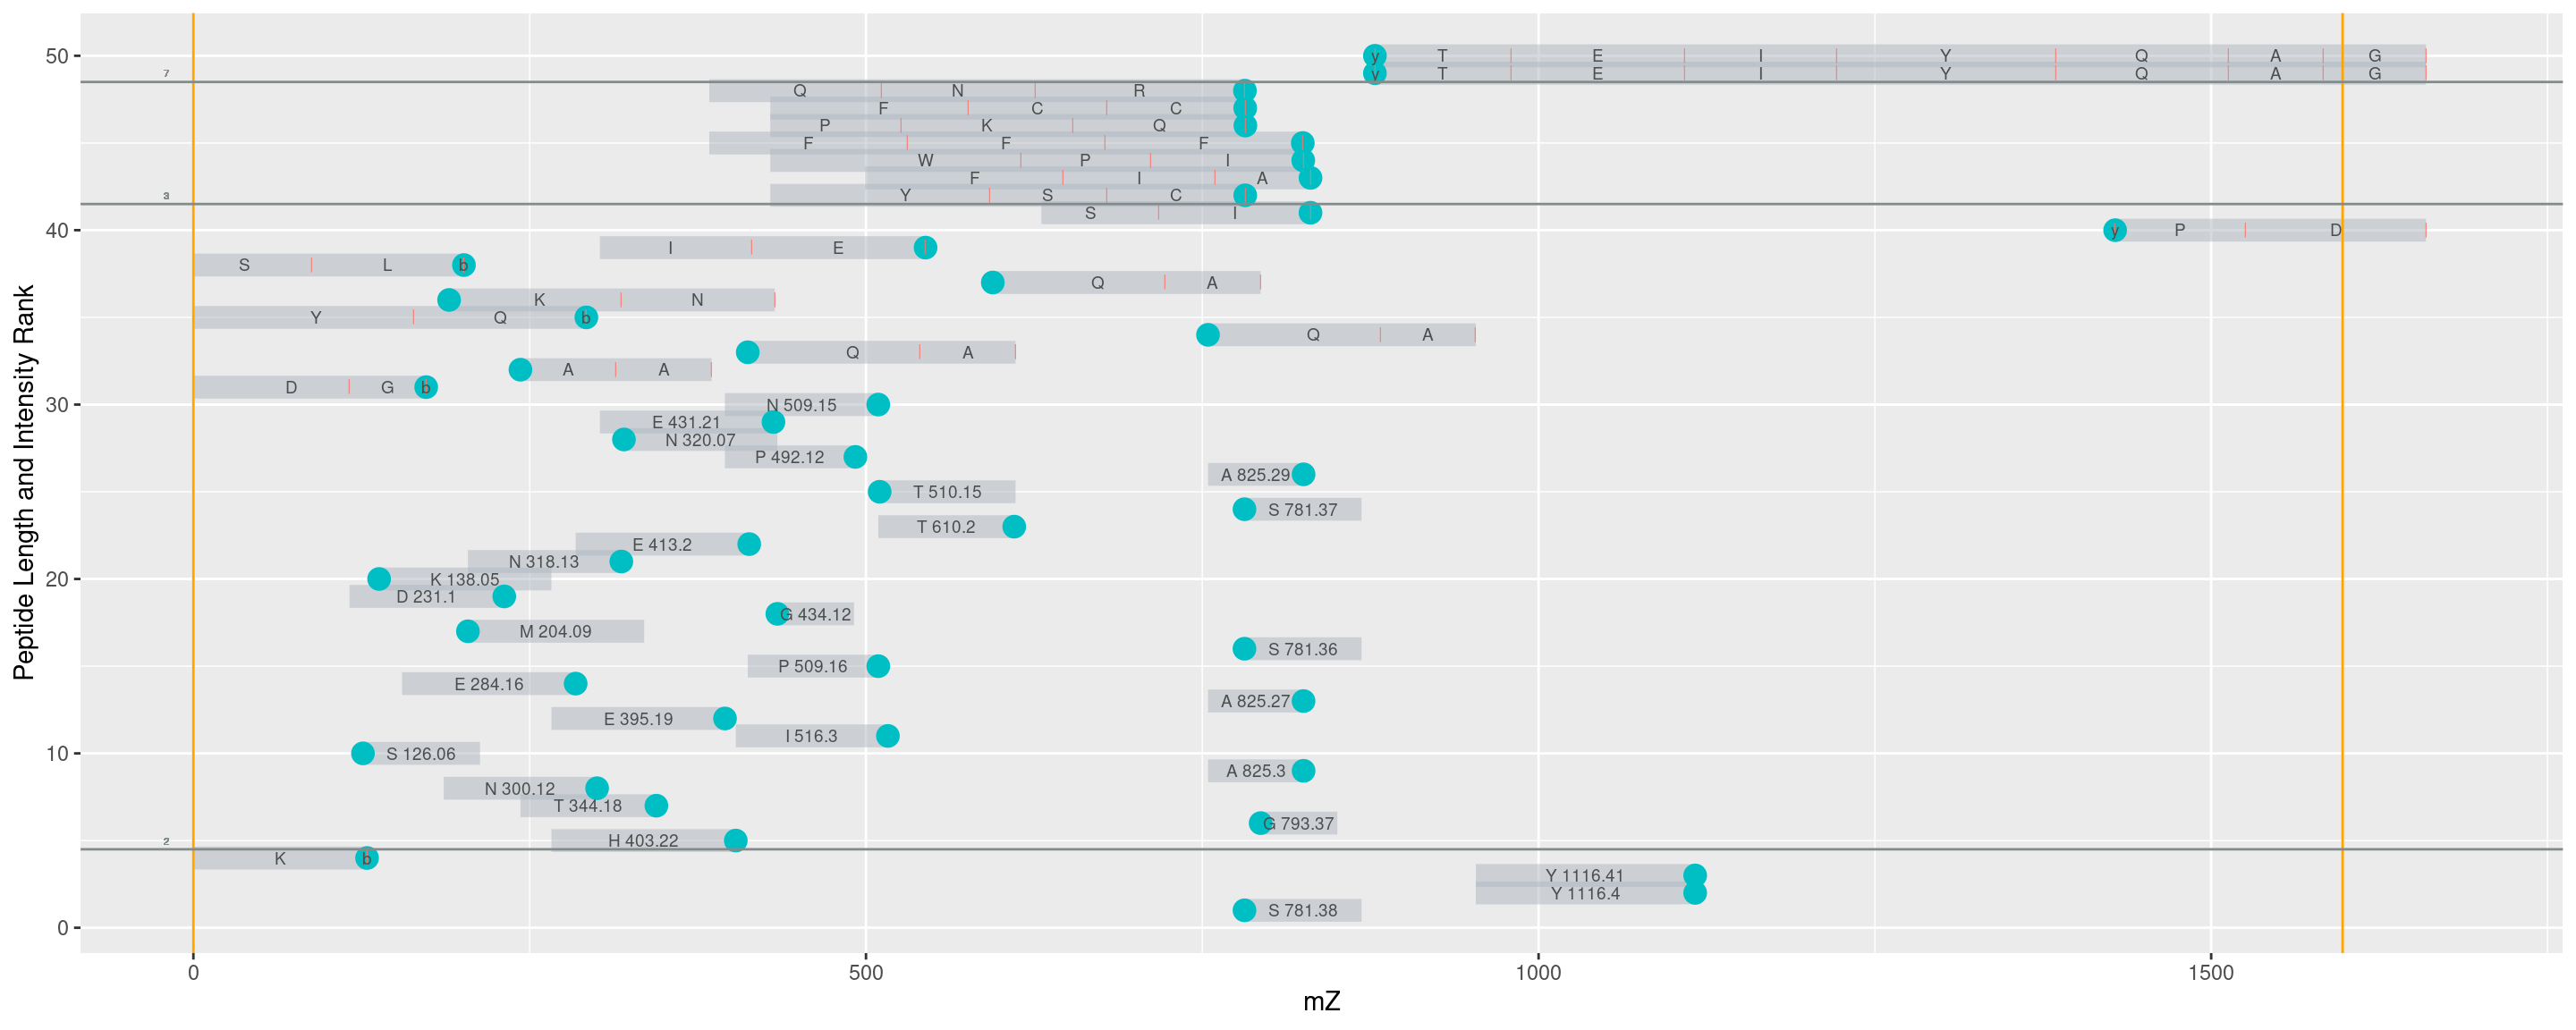 50
y T E I Y Q A G
7
y T E I Y Q A G
Q N R
F C C
P K Q
F F F
W P I
F I A
3
Y S C
S I
40
y P D
I E
S L b
Q A
K N
Y Q b
Q A
Q A
A A
D G b
30
N 509.15
E 431.21
N 320.07
P 492.12
A 825.29
T 510.15
S 781.37
T 610.2
E 413.2
N 318.13
20
K 138.05
D 231.1
G 434.12
M 204.09
S 781.36
P 509.16
E 284.16
A 825.27
E 395.19
I 516.3
10
S 126.06
A 825.3
N 300.12
T 344.18
G 793.37
2
H 403.22
K b
Y 1116.41
Y 1116.4
S 781.38
0
0 500 1000 1500
mZ
Peptide Length and Intensity Rank